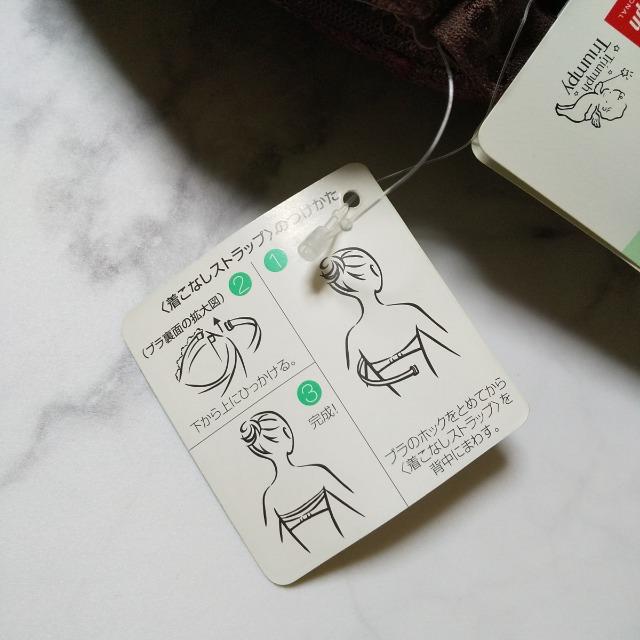 〈着こなしストラップ〉のつけかた
1
ブラのホックをとめてから
〈着こなしストラップ〉を
背中にまわす。
2
(ブラ裏面の拡大図)
下から上にひっかける。
3
完成!
Triumph
Triumpy